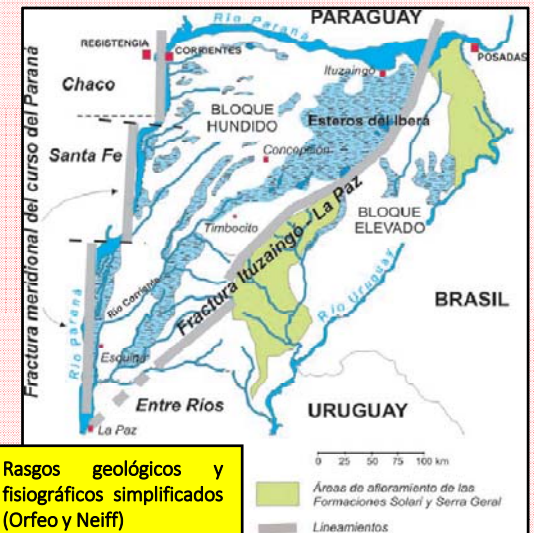 PARAGUAY
Río Paraná
RESISTENCIA
CORRIENTES
POSADAS
Ituzaingó
Chaco
BLOQUE
HUNDIDO
Esteros del Iberá
Santa Fe
Concepción
Fractura meridional del curso del Paraná
Timbocito
Fractura Ituzaingó - La Paz
BLOQUE
ELEVADO
Río Corriente
Río Uruguay
BRASIL
Río Paraná
Esquina
Entre Ríos
URUGUAY
La Paz
0 25 50 75 100 km
Rasgos geológicos y
fisiográficos simplificados
(Orfeo y Neiff)
Áreas de afloramiento de las
Formaciones Solari y Serra Geral
Lineamientos